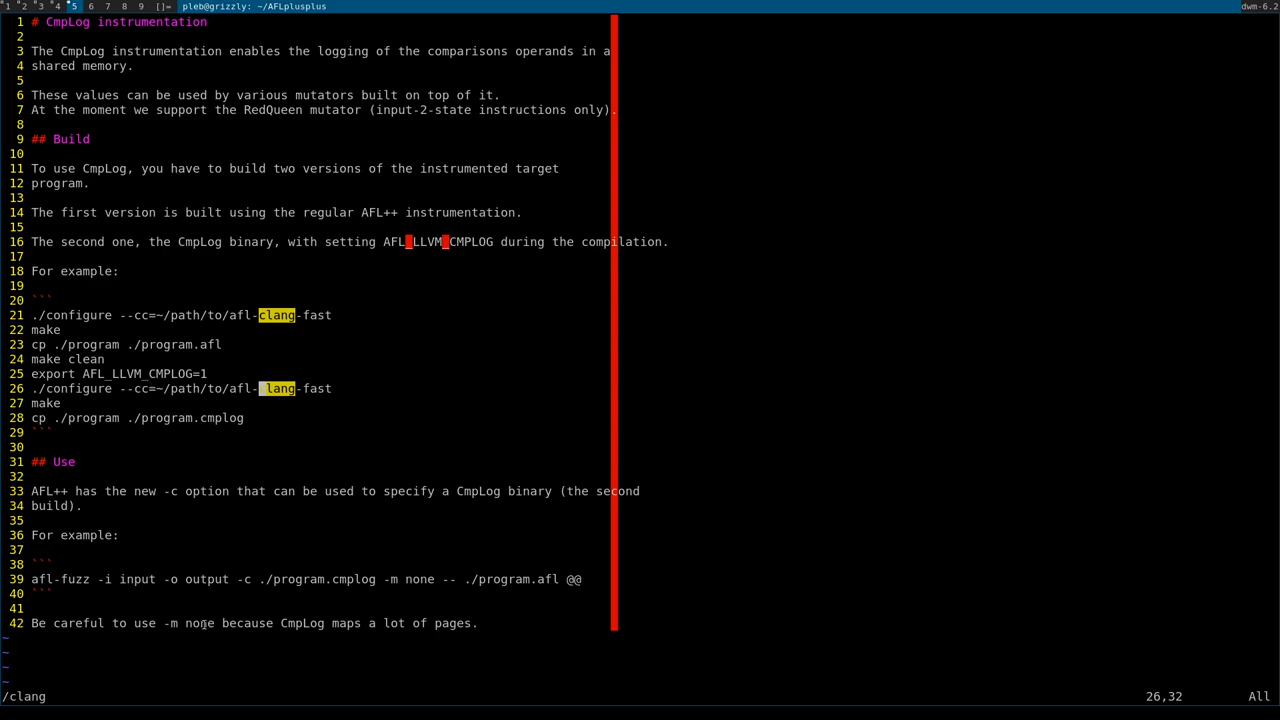 1 2 3 4 5 6 7 8 9 []= pleb@grizzly: ~/AFLplusplus dwm-6.2
1 # CmpLog instrumentation
2
3 The CmpLog instrumentation enables the logging of the comparisons operands in a
4 shared memory.
5
6 These values can be used by various mutators built on top of it.
7 At the moment we support the RedQueen mutator (input-2-state instructions only).
8
9 ## Build
10
11 To use CmpLog, you have to build two versions of the instrumented target
12 program.
13
14 The first version is built using the regular AFL++ instrumentation.
15
16 The second one, the CmpLog binary, with setting AFL_LLVM_CMPLOG during the compilation.
17
18 For example:
19
20 ```
21 ./configure --cc=~/path/to/afl-clang-fast
22 make
23 cp ./program ./program.afl
24 make clean
25 export AFL_LLVM_CMPLOG=1
26 ./configure --cc=~/path/to/afl-clang-fast
27 make
28 cp ./program ./program.cmplog
29 ```
30
31 ## Use
32
33 AFL++ has the new -c option that can be used to specify a CmpLog binary (the second
34 build).
35
36 For example:
37
38 ```
39 afl-fuzz -i input -o output -c ./program.cmplog -m none -- ./program.afl @@
40 ```
41
42 Be careful to use -m none because CmpLog maps a lot of pages.
~
~
~
~
/clang 26,32 All